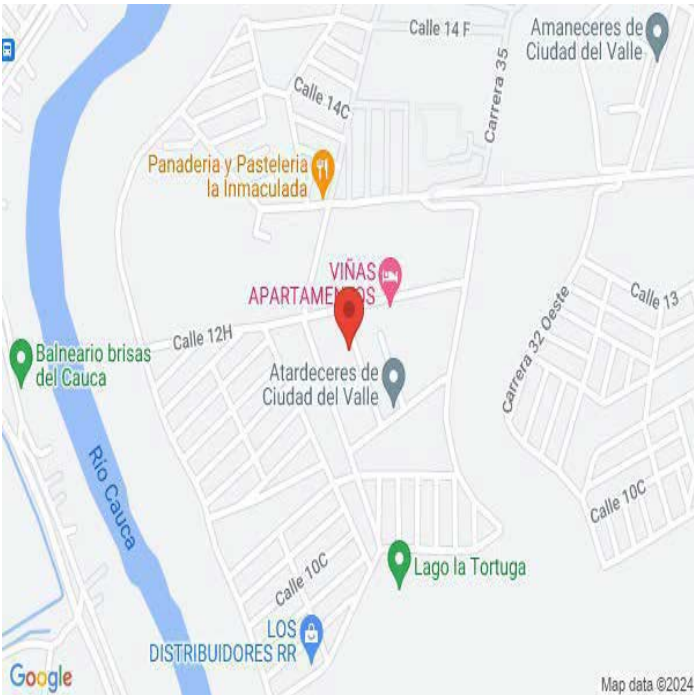 Calle 14 F
Amaneceres de
Ciudad del Valle
Carrera 35
Calle 14C
Panaderia y Pasteleria
la Inmaculada
VIÑAS
APARTAMENTOS
Calle 13
Calle 12H
Carrera 32 Oeste
Balneario brisas
del Cauca
Atardeceres de
Ciudad del Valle
Río Cauca
Calle 10C
Lago la Tortuga
Calle 10C
LOS
DISTRIBUIDORES RR
Google
Map data ©2024